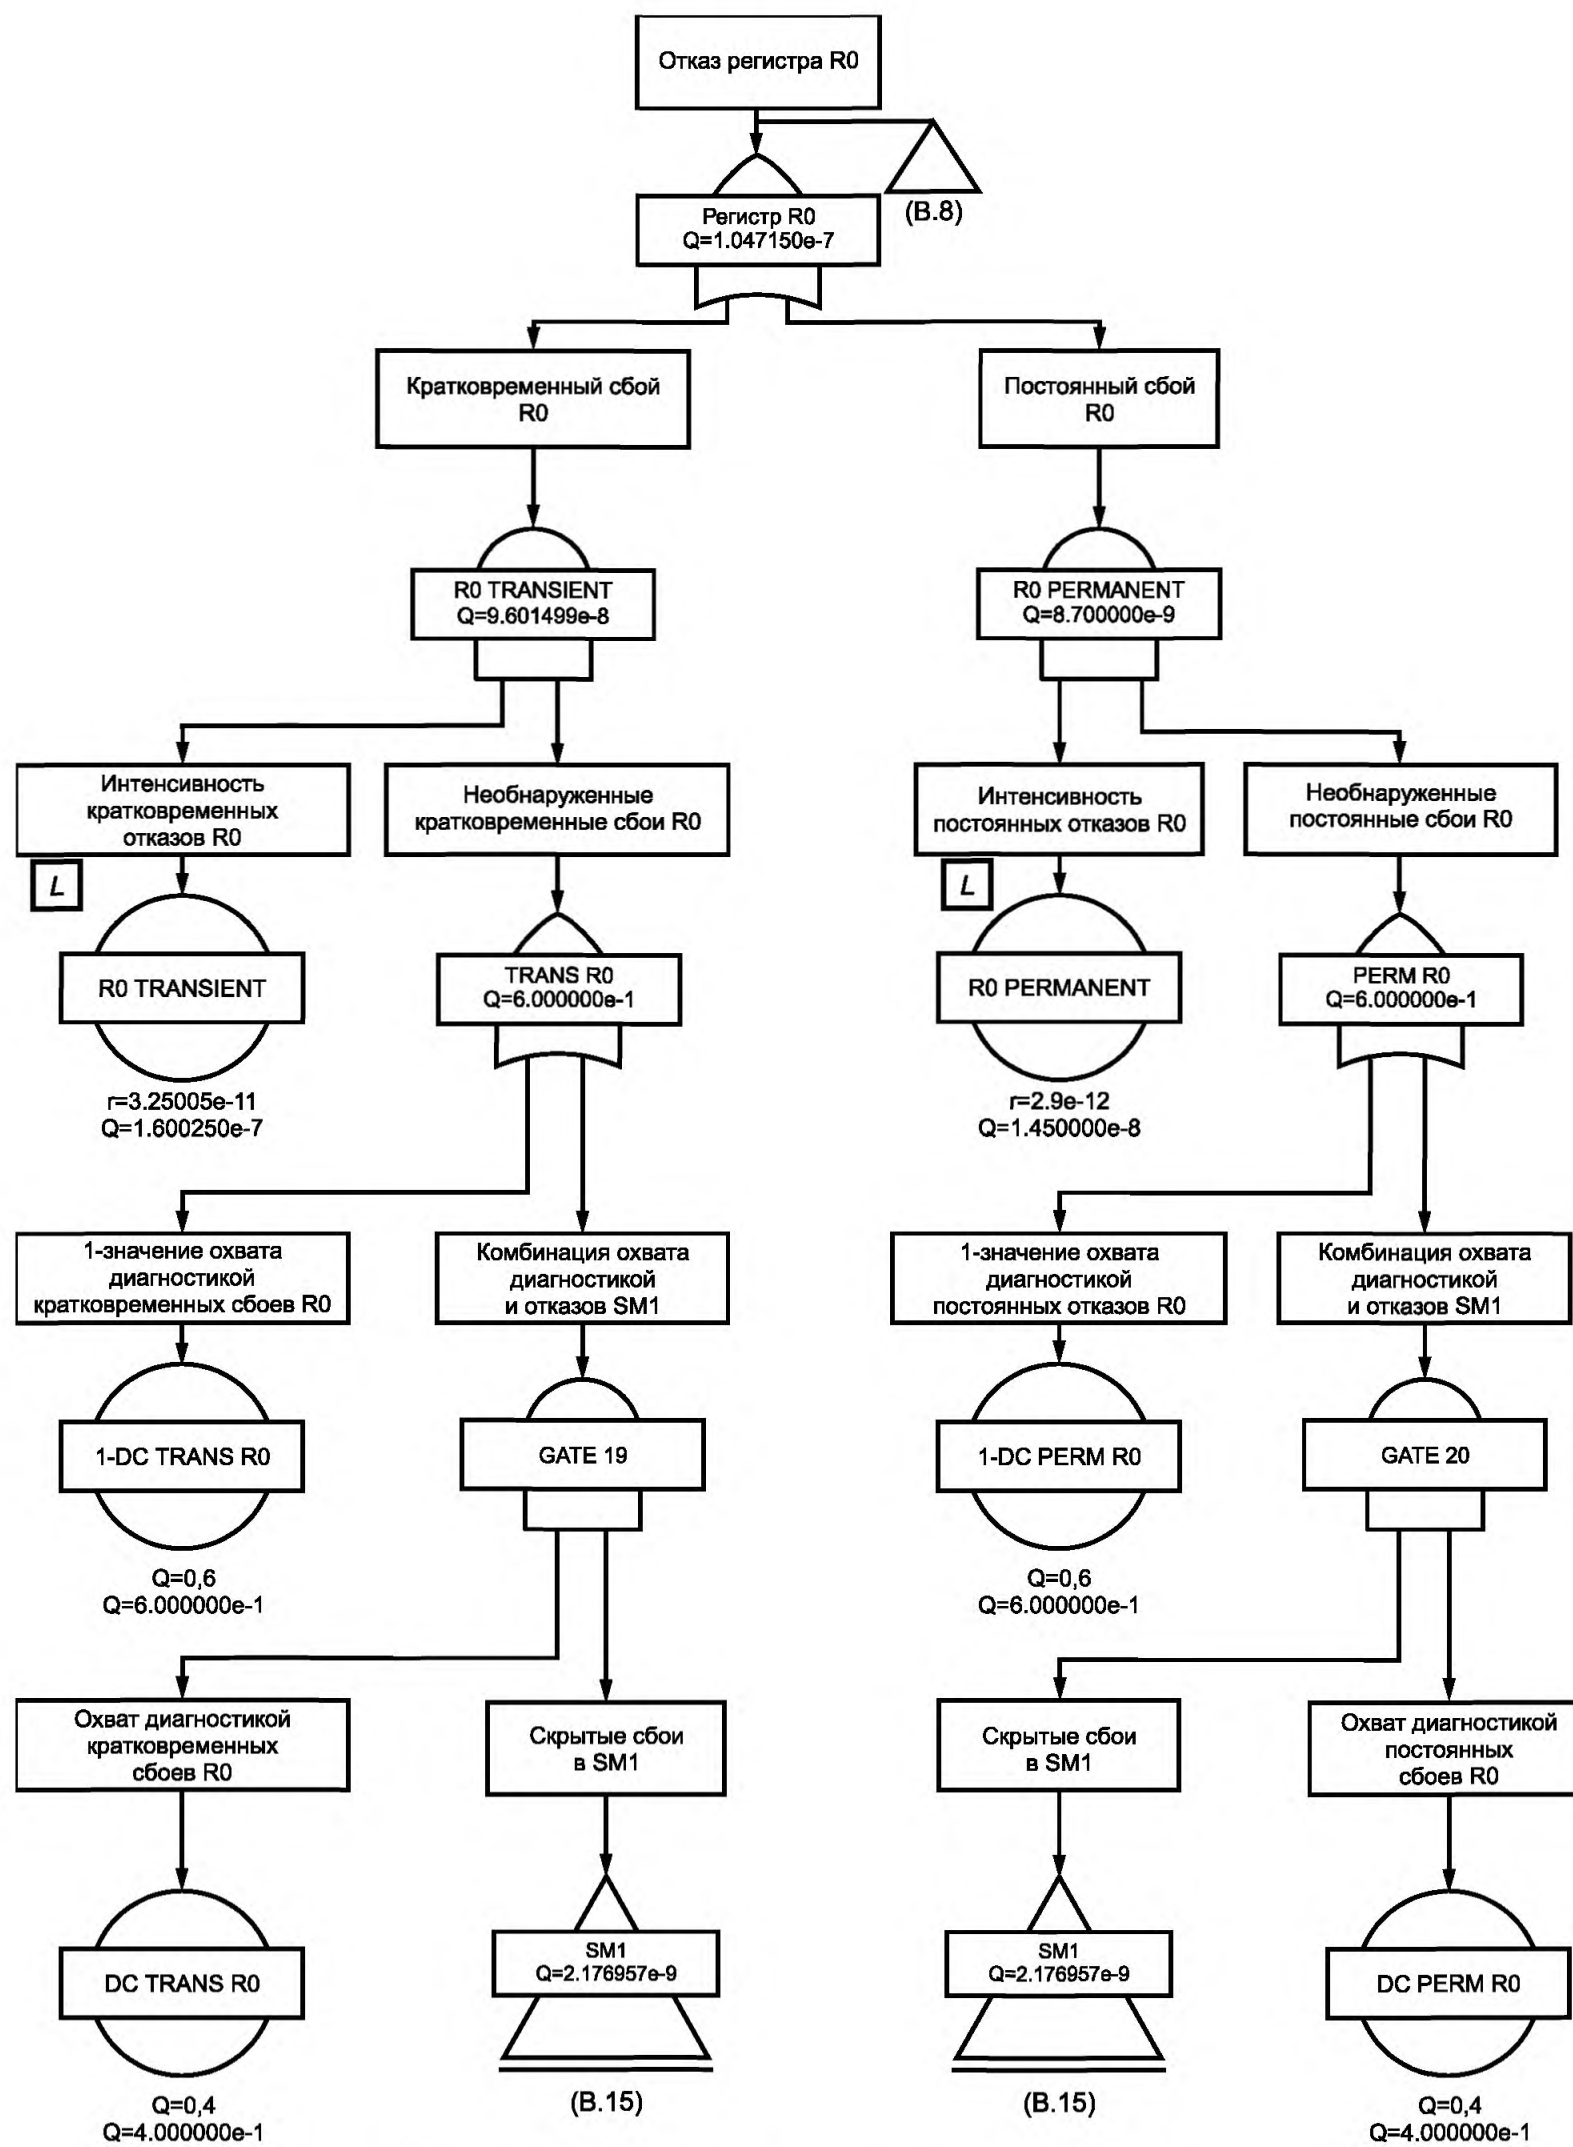 Отказ регистра R0
(B.8)
Регистр R0
Q=1.047150e-7
Кратковременный сбой
R0
Постоянный сбой
R0
R0 TRANSIENT
Q=9.601499e-8
R0 PERMANENT
Q=8.700000e-9
Интенсивность
кратковременных
отказов R0
Необнаруженные
кратковременные сбои R0
Интенсивность
постоянных отказов R0
Необнаруженные
постоянные сбои R0
L
L
R0 TRANSIENT
r=3.25005e-11
Q=1.600250e-7
TRANS R0
Q=6.000000e-1
R0 PERMANENT
r=2.9e-12
Q=1.450000e-8
PERM R0
Q=6.000000e-1
1-значение охвата
диагностикой
кратковременных сбоев R0
Комбинация охвата
диагностикой
и отказов SM1
1-значение охвата
диагностикой
постоянных отказов R0
Комбинация охвата
диагностикой
и отказов SM1
1-DC TRANS R0
Q=0,6
Q=6.000000e-1
GATE 19
1-DC PERM R0
Q=0,6
Q=6.000000e-1
GATE 20
Охват диагностикой
кратковременных
сбоев R0
Скрытые сбои
в SM1
Скрытые сбои
в SM1
Охват диагностикой
постоянных
сбоев R0
DC TRANS R0
Q=0,4
Q=4.000000e-1
SM1
Q=2.176957e-9
(B.15)
SM1
Q=2.176957e-9
(B.15)
DC PERM R0
Q=0,4
Q=4.000000e-1